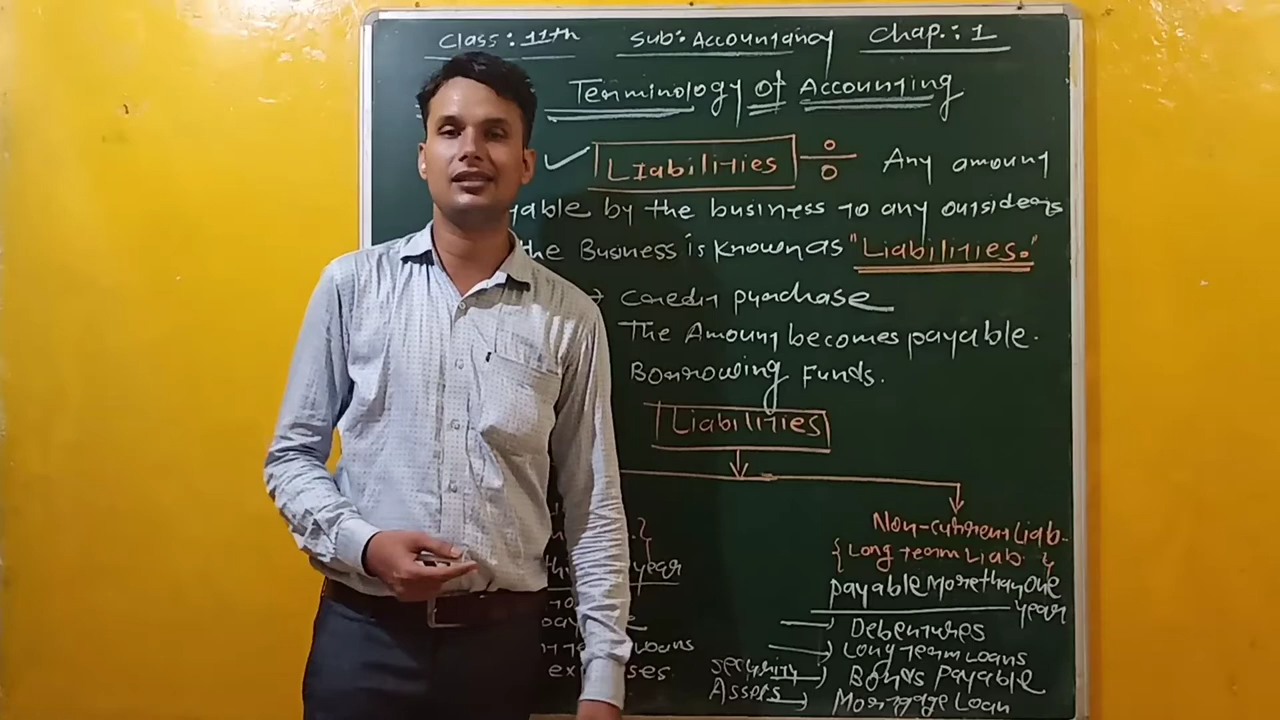 Class : 11th Sub: Accountancy Chap. : 1
Terminology of Accounting
Liabilities Any amount
yable by the business to any outsiders
the Business is known as "Liabilities."
→ Credit purchase
The Amount becomes payable.
Borrowing Funds.
Liabilities
Non-current Liab.
{Long term Liab. }
year payable More than One
year
Debentures
loans Long term Loans
expenses security Bonds Payable
Assets Mortgage Loan